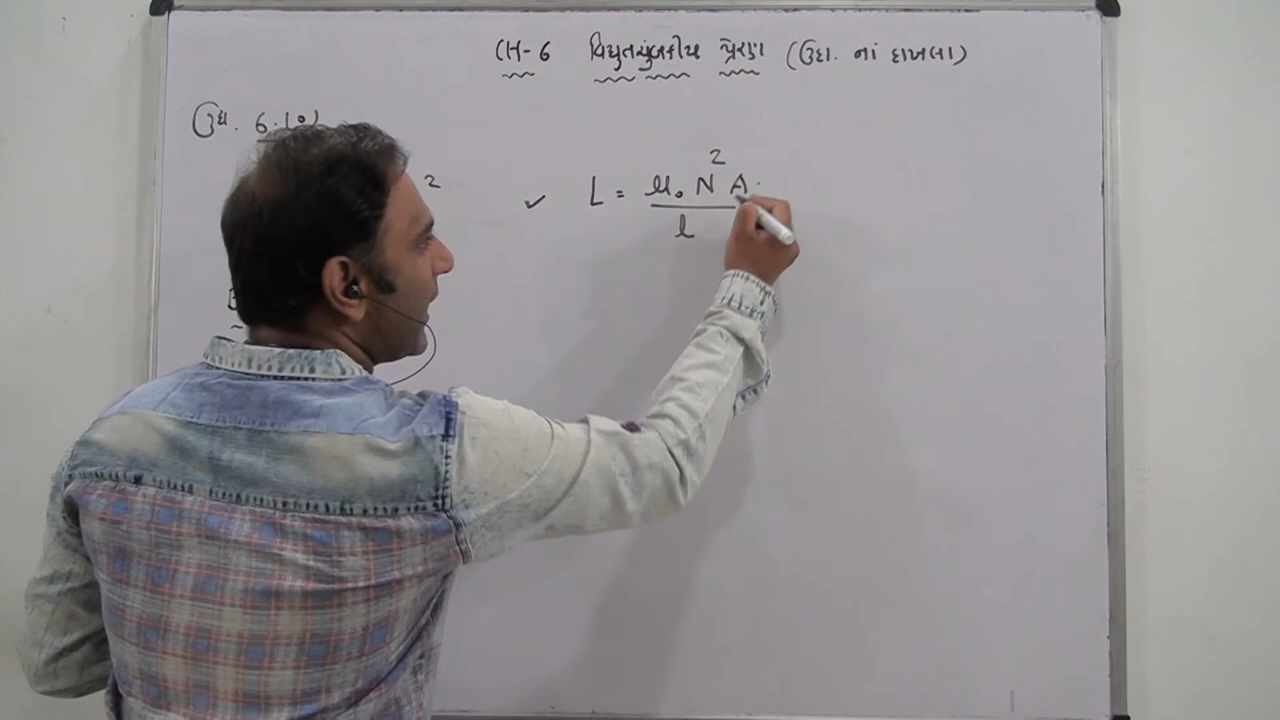 CH-6 વિદ્યુતચુંબકીય પ્રેરણ (ઉદા. નાં દાખલા)
ઉદા. 6.10)
2
✓ L = μ₀ N² A
l